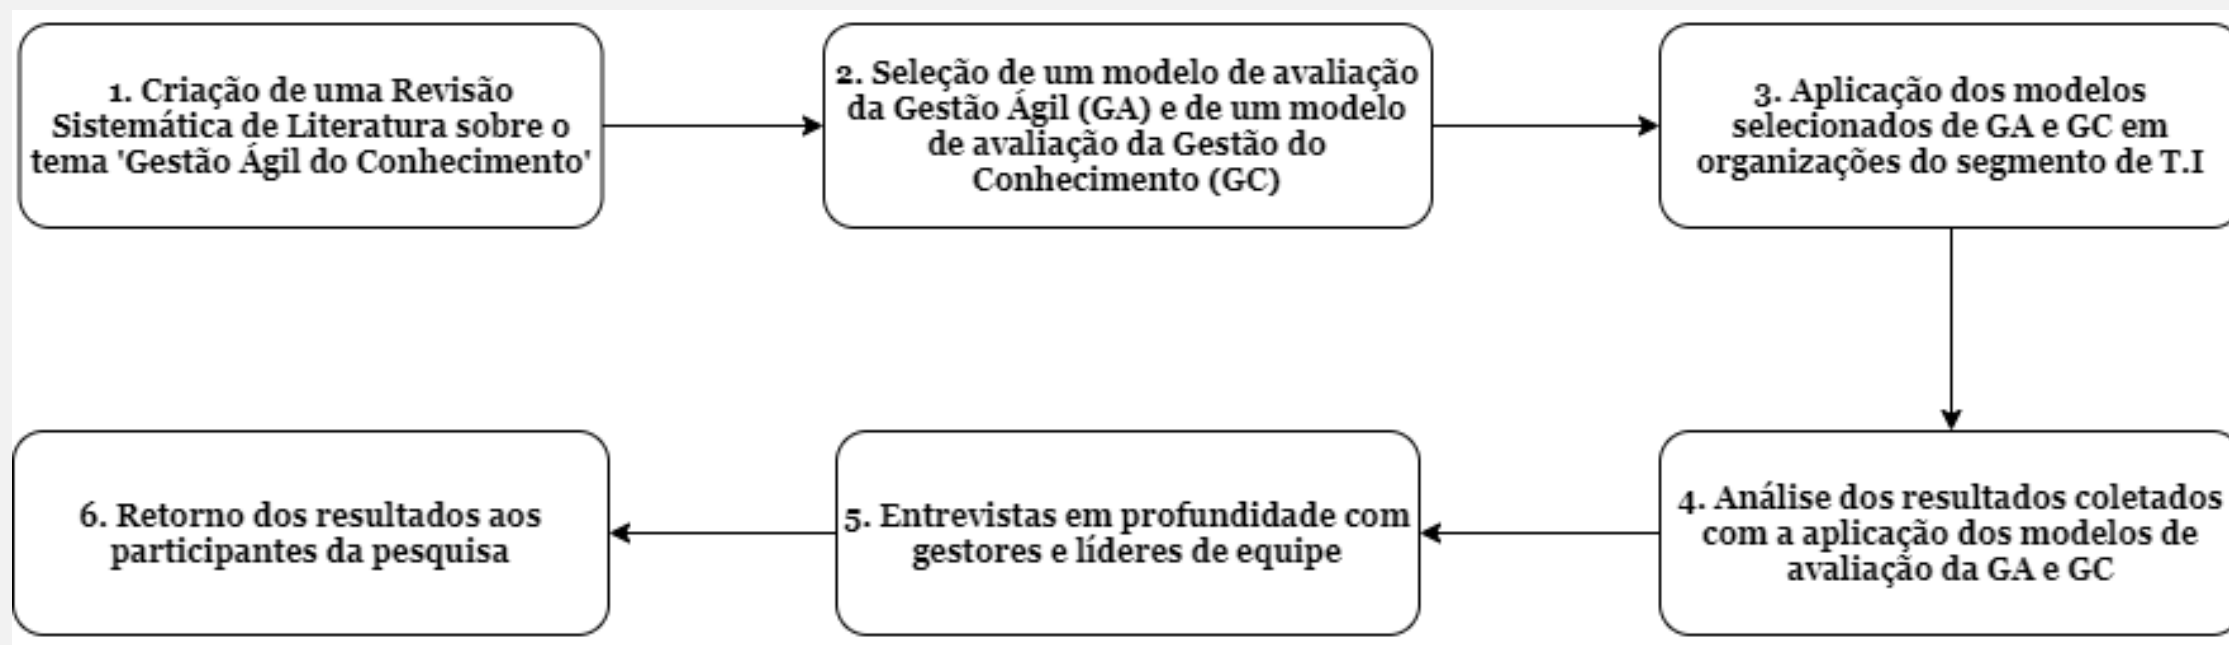 1. Criação de uma Revisão
Sistemática de Literatura sobre o
tema 'Gestão Ágil do Conhecimento'
2. Seleção de um modelo de avaliação
da Gestão Ágil (GA) e de um modelo
de avaliação da Gestão do
Conhecimento (GC)
3. Aplicação dos modelos
selecionados de GA e GC em
organizações do segmento de T.I
4. Análise dos resultados coletados
com a aplicação dos modelos de
avaliação da GA e GC
5. Entrevistas em profundidade com
gestores e líderes de equipe
6. Retorno dos resultados aos
participantes da pesquisa